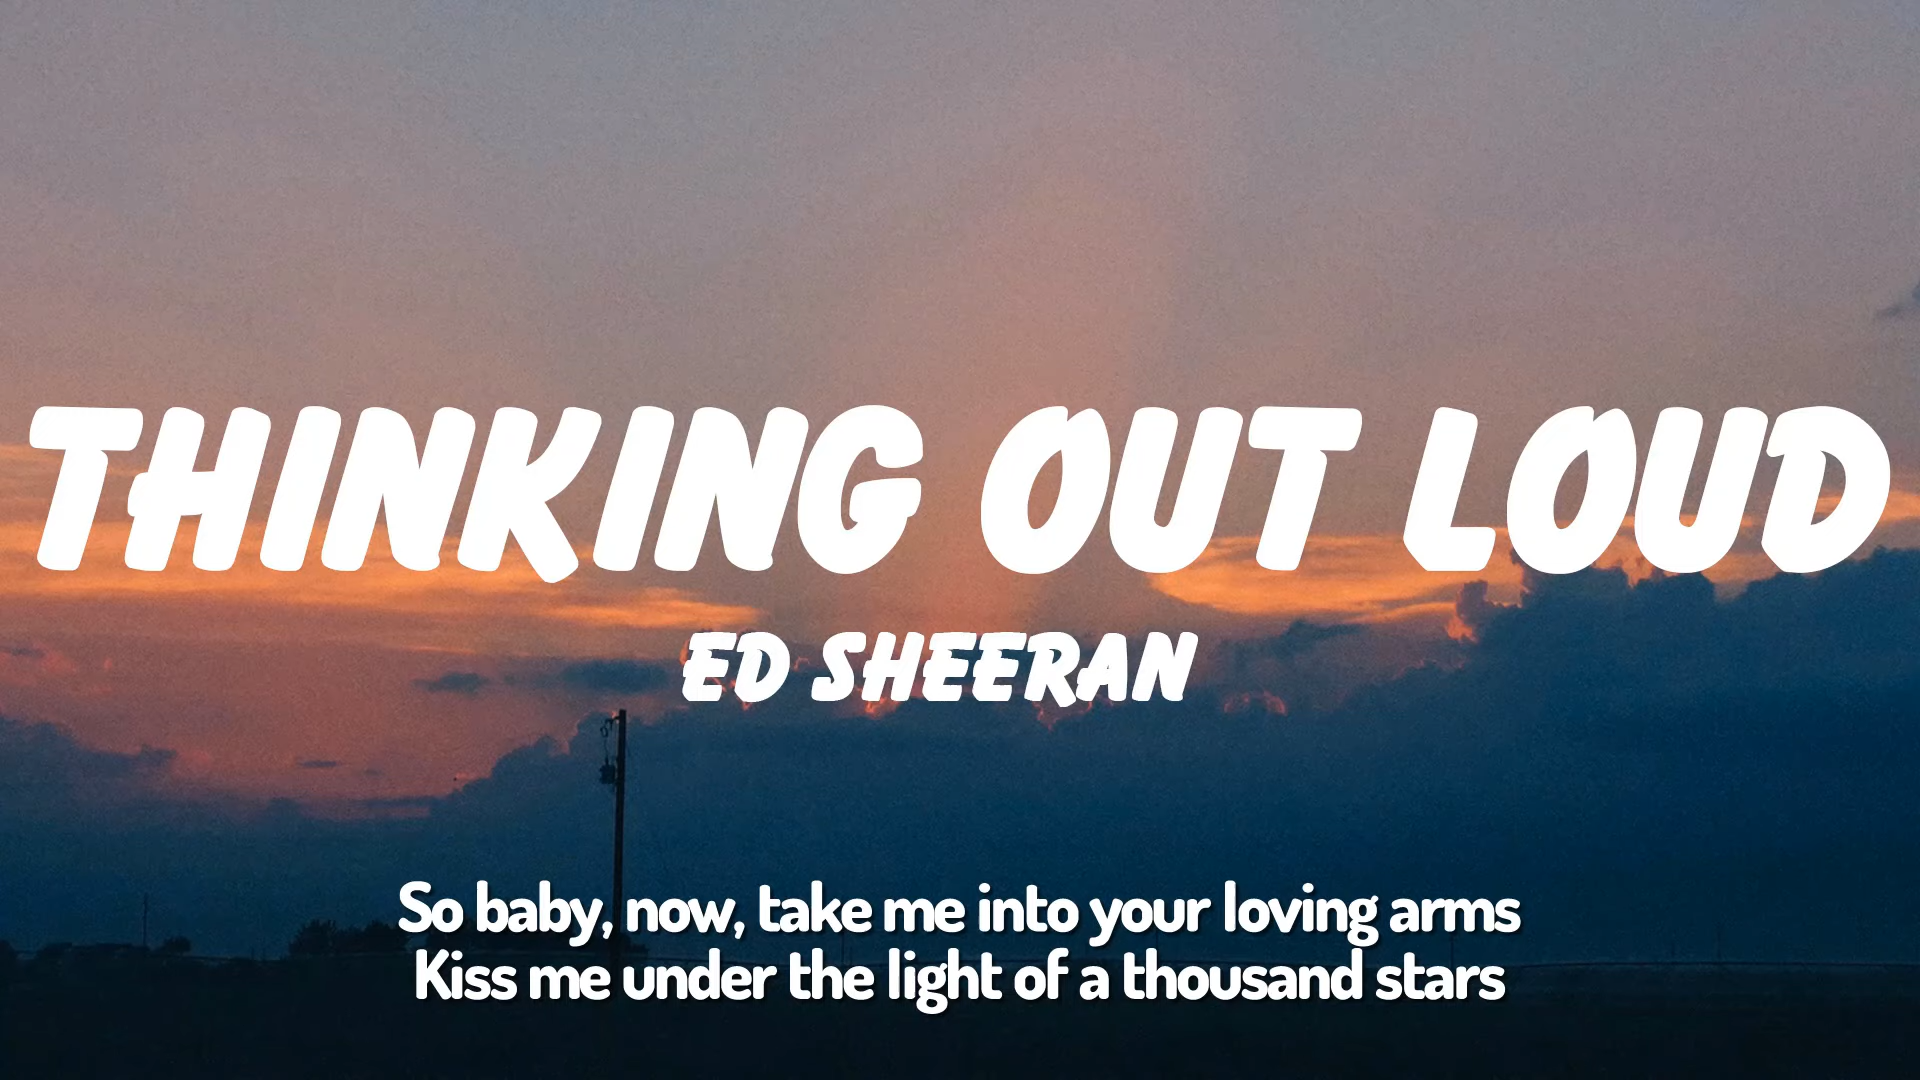 THINKING OUT LOUD
ED SHEERAN
So baby, now, take me into your loving arms
Kiss me under the light of a thousand stars